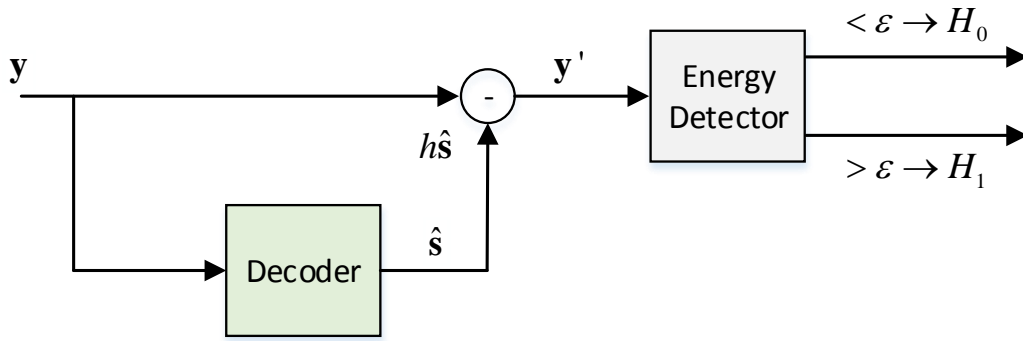 < ε → H₀
y
y'
Energy
Detector
-
hŝ
> ε → H₁
ŝ
Decoder